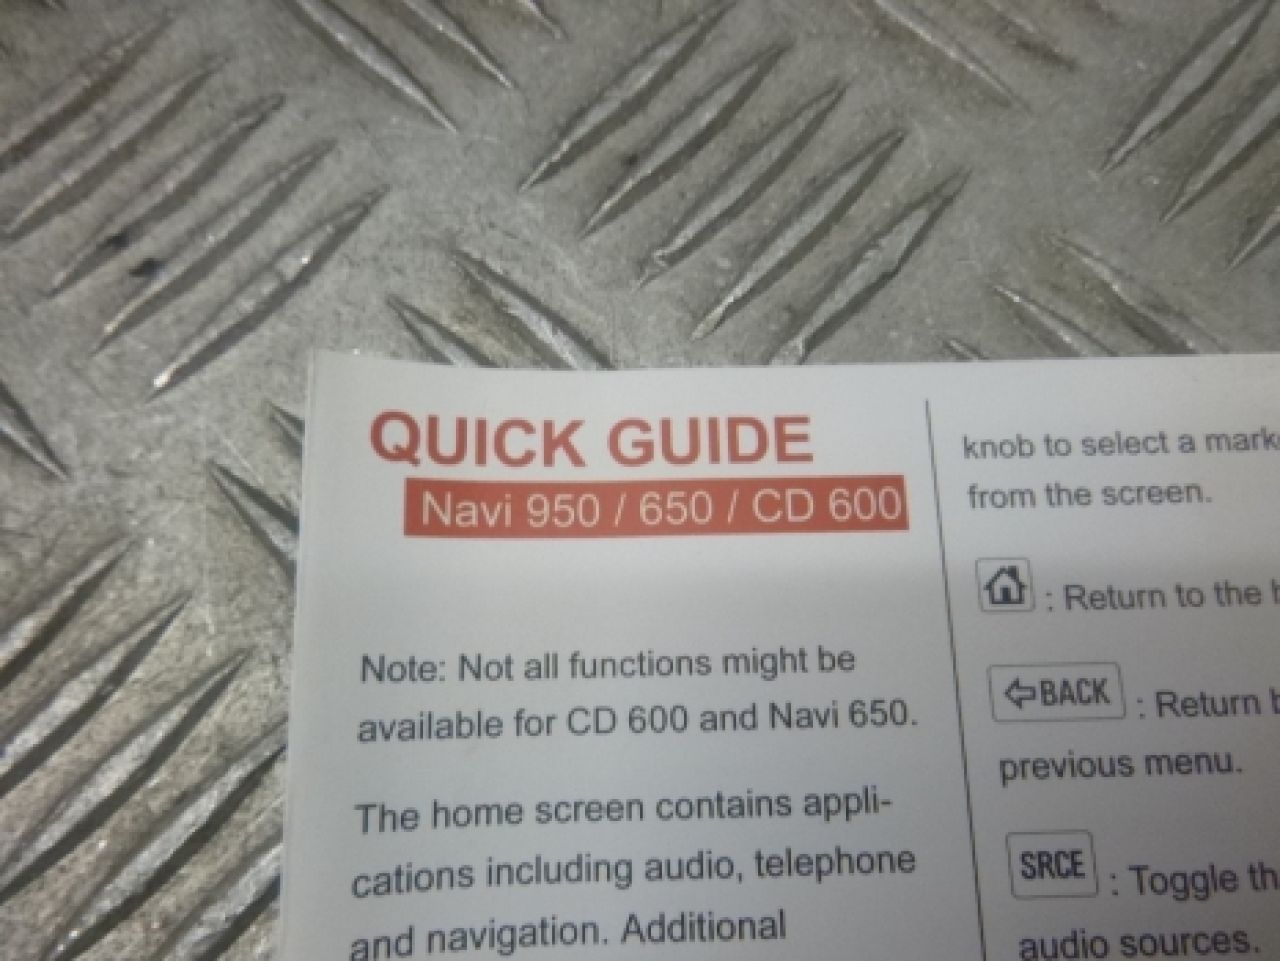 QUICK GUIDE
Navi 950 / 650 / CD 600
Note: Not all functions might be
available for CD 600 and Navi 650.
The home screen contains appli-
cations including audio, telephone
and navigation. Additional
knob to select a mark
from the screen.
: Return to the
BACK : Return
previous menu.
SRCE : Toggle th
audio sources.